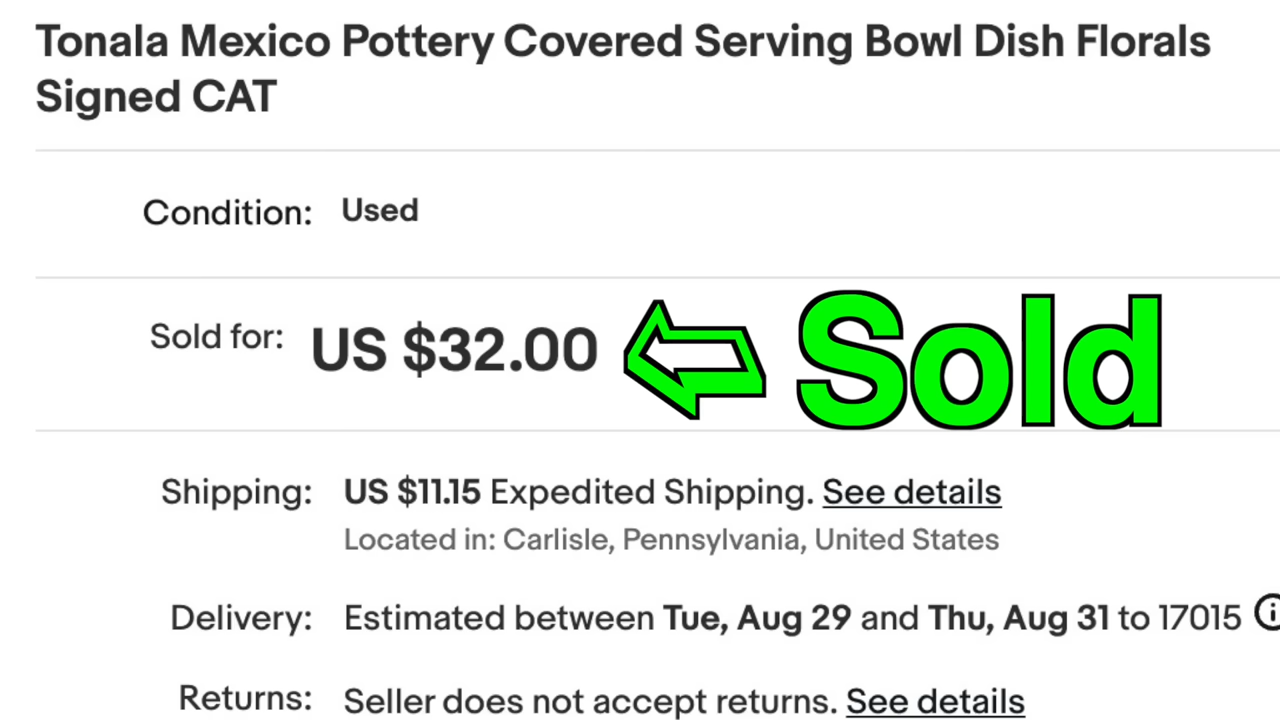 Tonala Mexico Pottery Covered Serving Bowl Dish Florals
Signed CAT
Condition: Used
Sold for: US $32.00 Sold
Shipping: US $11.15 Expedited Shipping. See details
Located in: Carlisle, Pennsylvania, United States
Delivery: Estimated between Tue, Aug 29 and Thu, Aug 31 to 17015
Returns: Seller does not accept returns. See details